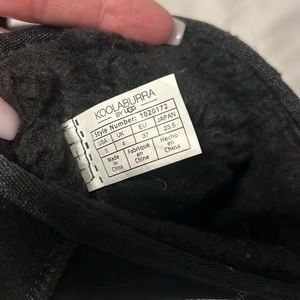 KOOLABURRA
BY UGG
Style Number: 1020172
USA UK EU JAPAN
5 4 37 23.5
Made in China Fabriqué en Chine Hecho en China